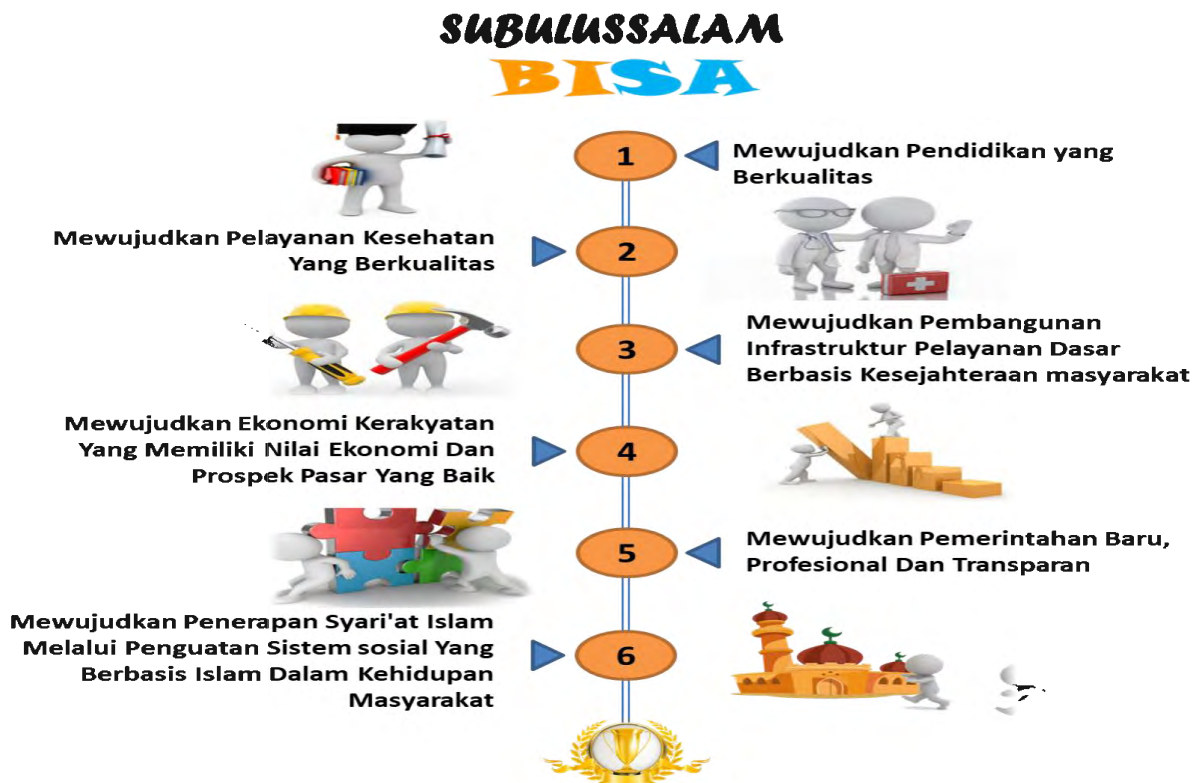 SUBULUSSALAM
BISA
1
Mewujudkan Pendidikan yang
Berkualitas
Mewujudkan Pelayanan Kesehatan
Yang Berkualitas
2
3
Mewujudkan Pembangunan
Infrastruktur Pelayanan Dasar
Berbasis Kesejahteraan masyarakat
Mewujudkan Ekonomi Kerakyatan
Yang Memiliki Nilai Ekonomi Dan
Prospek Pasar Yang Baik
4
5
Mewujudkan Pemerintahan Baru,
Profesional Dan Transparan
Mewujudkan Penerapan Syari'at Islam
Melalui Penguatan Sistem sosial Yang
Berbasis Islam Dalam Kehidupan
Masyarakat
6